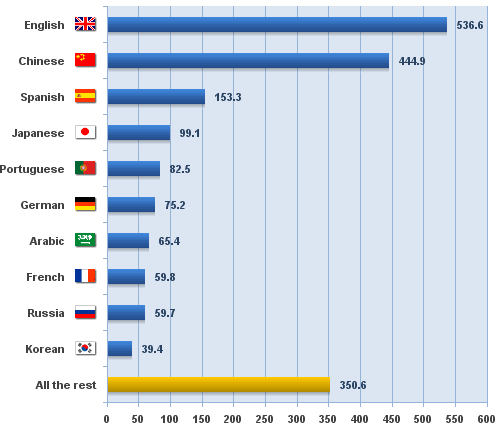 English 536.6
Chinese 444.9
Spanish 153.3
Japanese 99.1
Portuguese 82.5
German 75.2
Arabic 65.4
French 59.8
Russia 59.7
Korean 39.4
All the rest 350.6
0 50 100 150 200 250 300 350 400 450 500 550 600